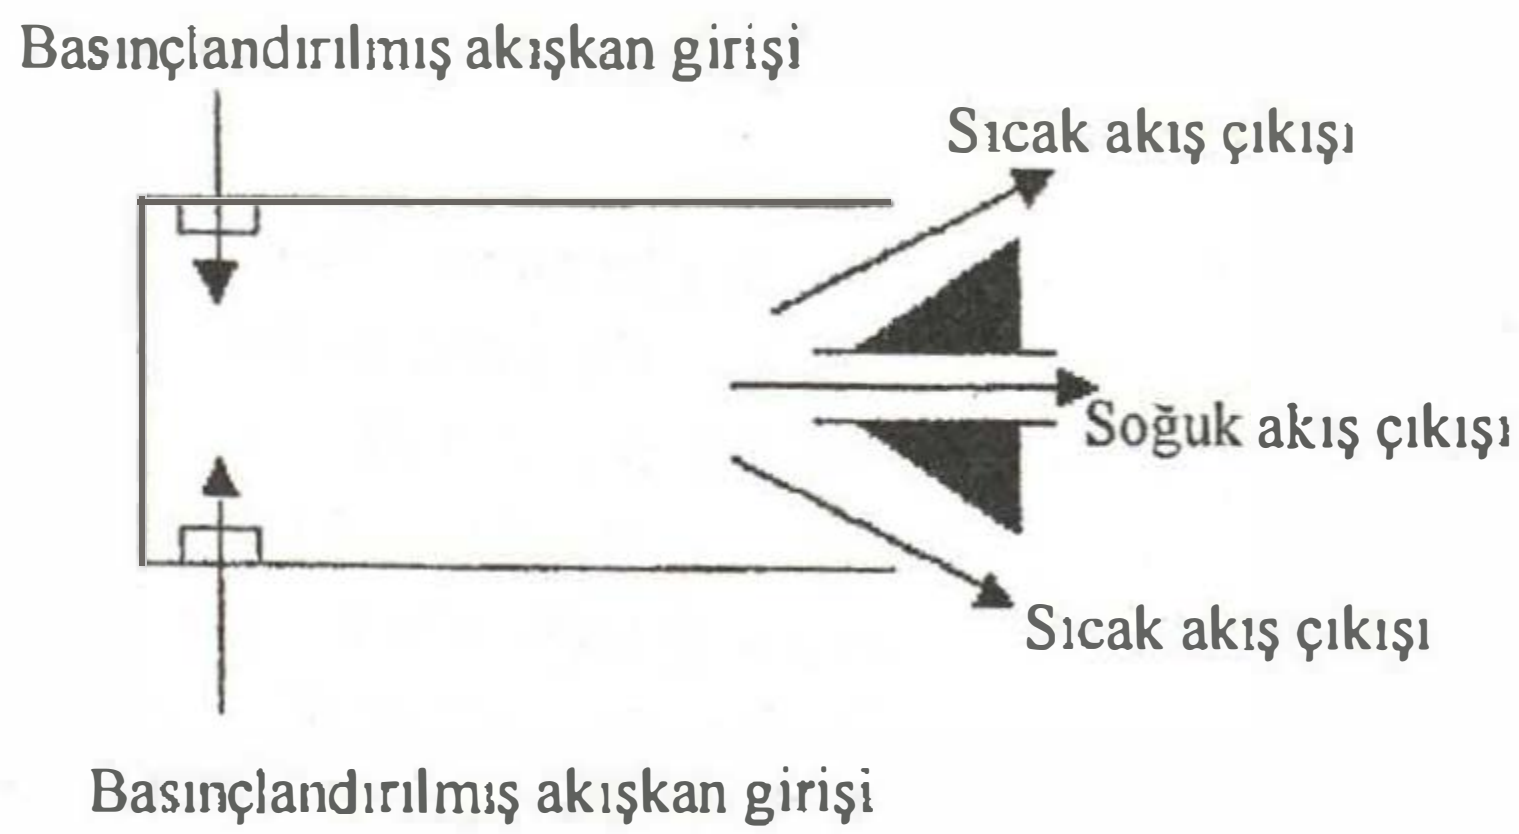 Basınçlandırılmış akışkan girişi
Sıcak akış çıkışı
Soğuk akış çıkışı
Sıcak akış çıkışı
Basınçlandırılmış akışkan girişi